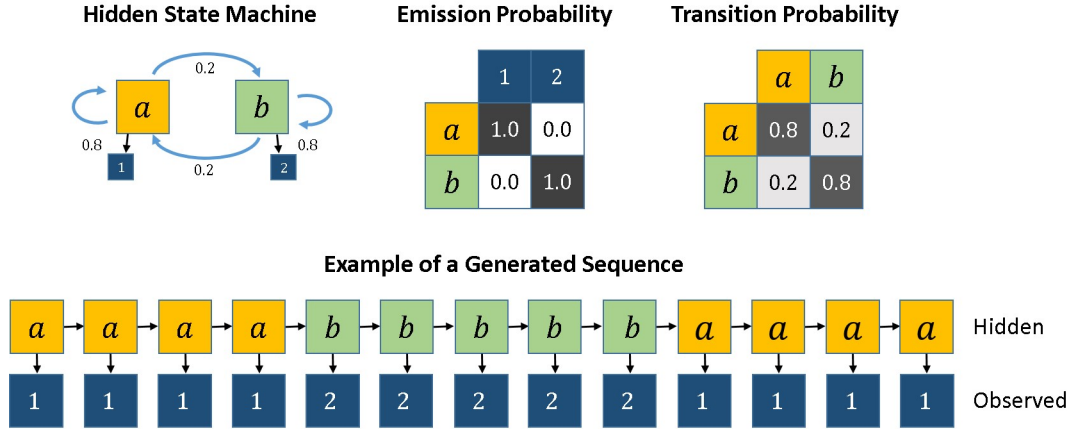 Hidden State Machine
Emission Probability
Transition Probability
0.2
a b
0.8 0.8
1 2
0.2
1 2
a 1.0 0.0
b 0.0 1.0
a b
a 0.8 0.2
b 0.2 0.8
Example of a Generated Sequence
a a a a b b b b b a a a a Hidden
1 1 1 1 2 2 2 2 2 1 1 1 1 Observed